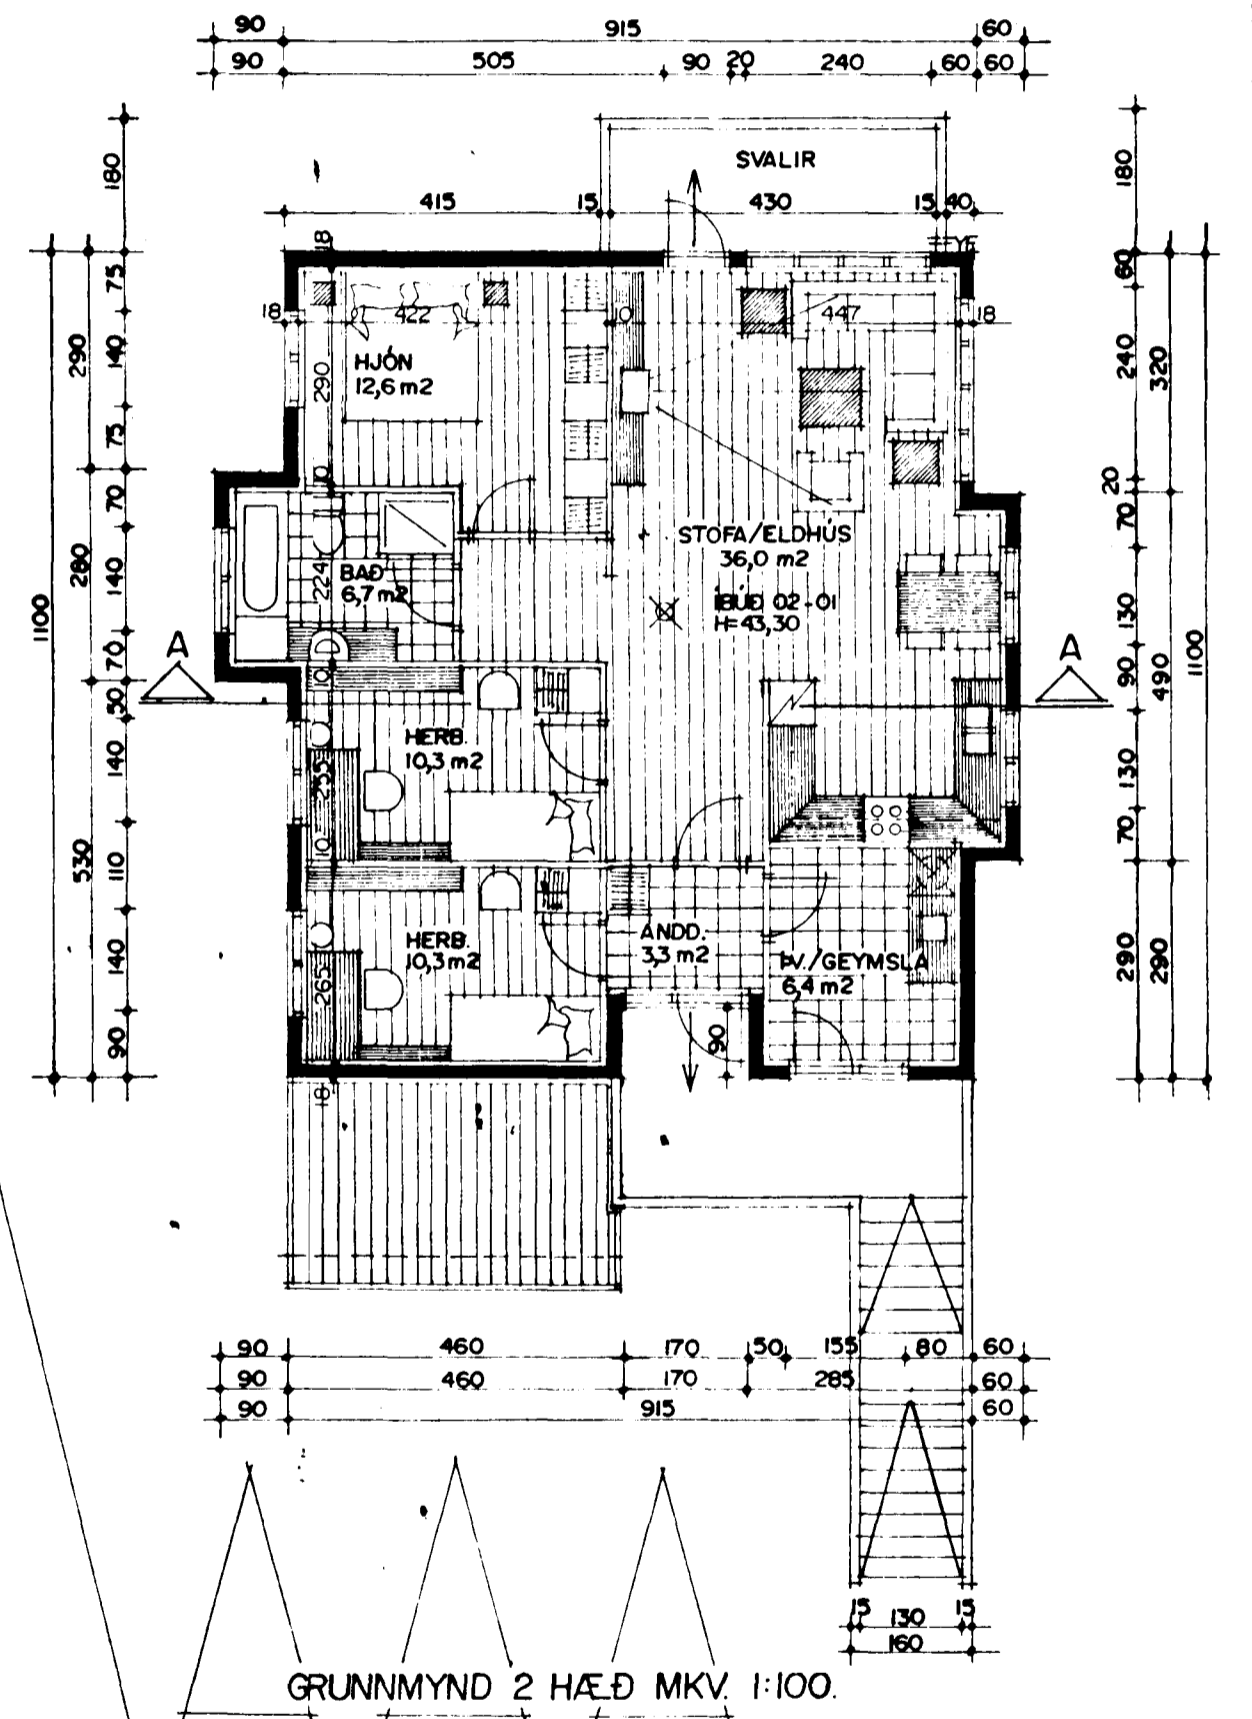 90 915 60
90 505 90 20 240 60 60
SVALIR
415 15 430 15 40
180 75 140 75 70 140 70 50 140 110 140 90
290 280 530
1100
180 60 240 20 70 130 90 130 70 290
320 490 290
1100
18
18 422 10 447 18
HJÓN
12,6 m2
290
10
STOFA/ELDHÚS
36,0 m2
ÍBÚÐ 02-01
H=43,30
BAÐ
6,7 m2
224
A A
10
HERB.
10,3 m2
255
10
HERB.
10,3 m2
265
ANDD.
3,3 m2
ÞV./GEYMSLA
6,4 m2
90
18
90 460 170 50 155 80 60
90 460 170 285 60
90 915 60
15 130 15
160
GRUNNMYND 2 HÆÐ MKV. 1:100.